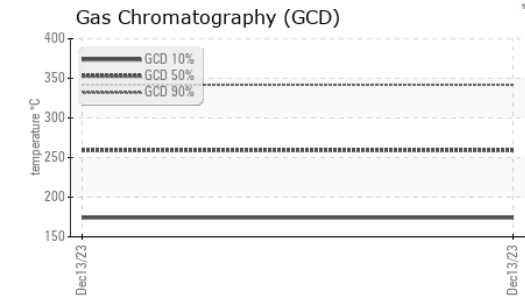 Gas Chromatography (GCD)
400
350
300
250
200
150
temperature °C
GCD 10%
GCD 50%
GCD 90%
Dec13/23
Dec13/23